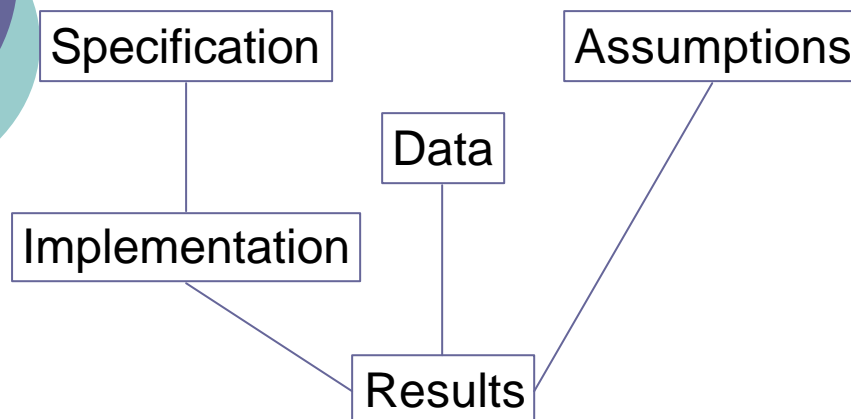 Specification
Assumptions
Data
Implementation
Results